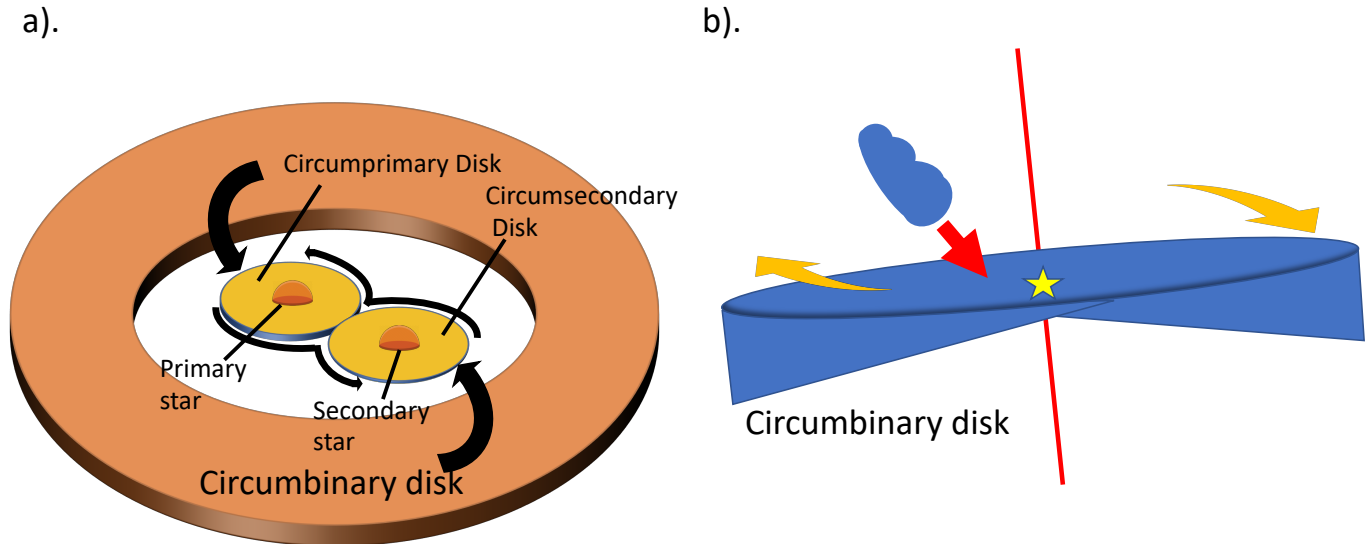 a).
Circumprimary Disk
Circumsecondary
Disk
Primary
star
Secondary
star
Circumbinary disk
b).
Circumbinary disk